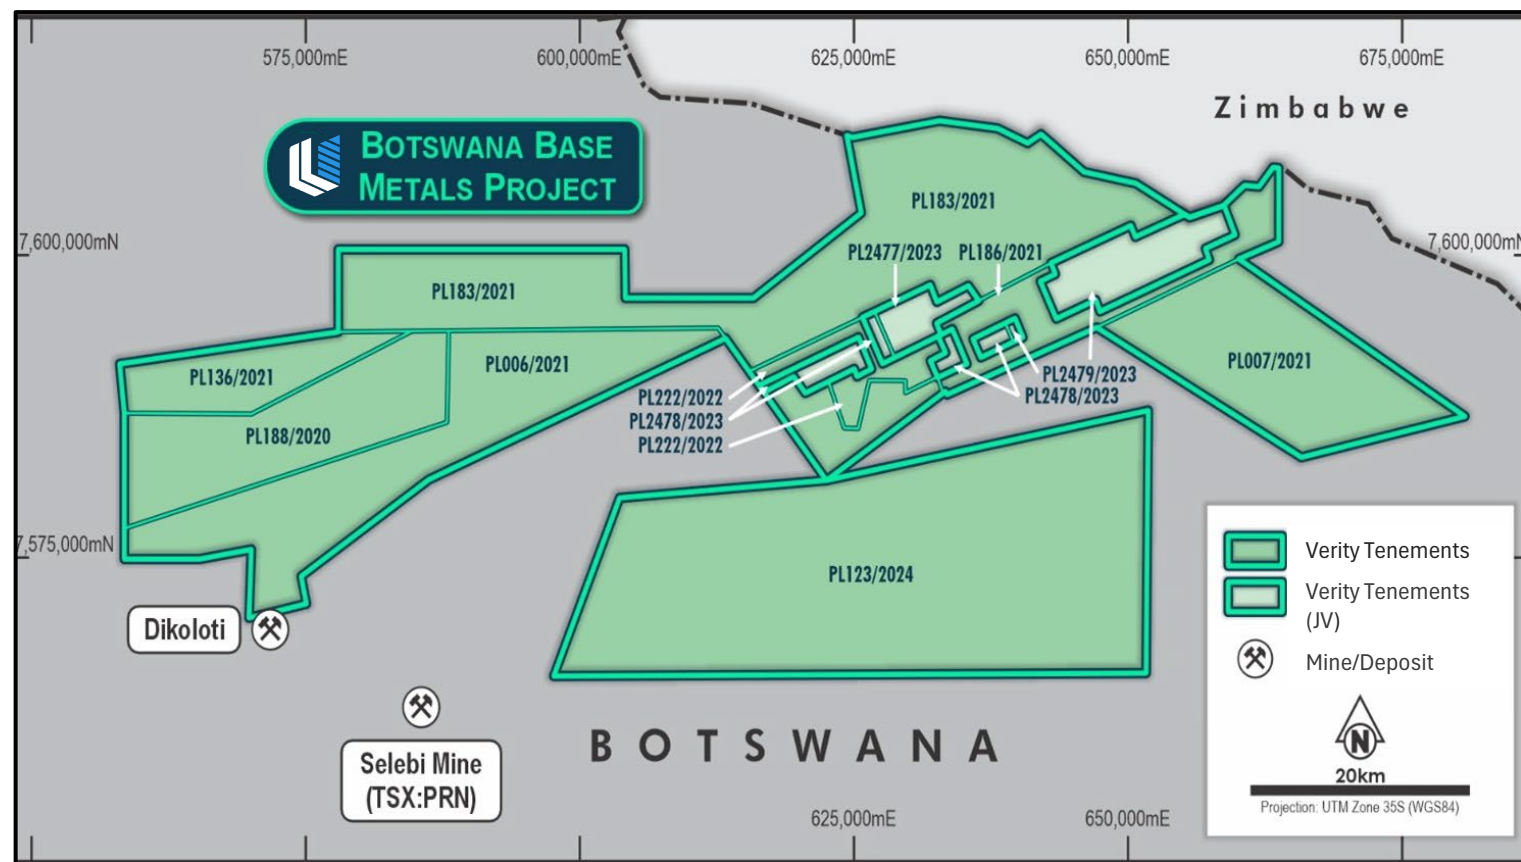 575,000mE
600,000mE
625,000mE
650,000mE
675,000mE
Zimbabwe
BOTSWANA BASE
METALS PROJECT
PL183/2021
7,600,000mN
7,600,000mN
PL2477/2023
PL186/2021
PL183/2021
PL136/2021
PL006/2021
PL007/2021
PL2479/2023
PL222/2022
PL2478/2023
PL2478/2023
PL188/2020
PL222/2022
7,575,000mN
PL123/2024
Dikoloti
Selebi Mine
(TSX:PRN)
BOTSWANA
625,000mE
650,000mE
Verity Tenements
Verity Tenements
(JV)
Mine/Deposit
N
20km
Projection: UTM Zone 35S (WGS84)